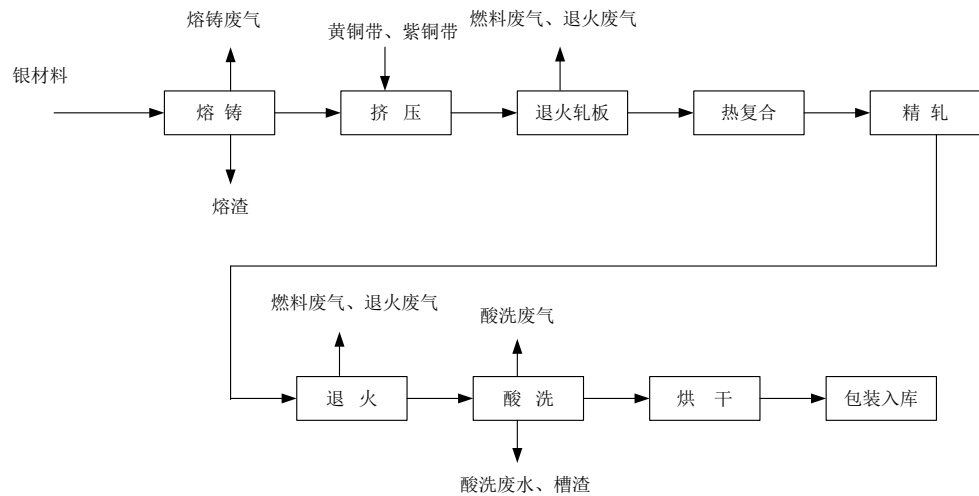 熔铸废气
黄铜带、紫铜带
燃料废气、退火废气
银材料
熔 铸
挤 压
退火轧板
热复合
精 轧
熔渣
燃料废气、退火废气
酸洗废气
退 火
酸 洗
烘 干
包装入库
酸洗废水、槽渣